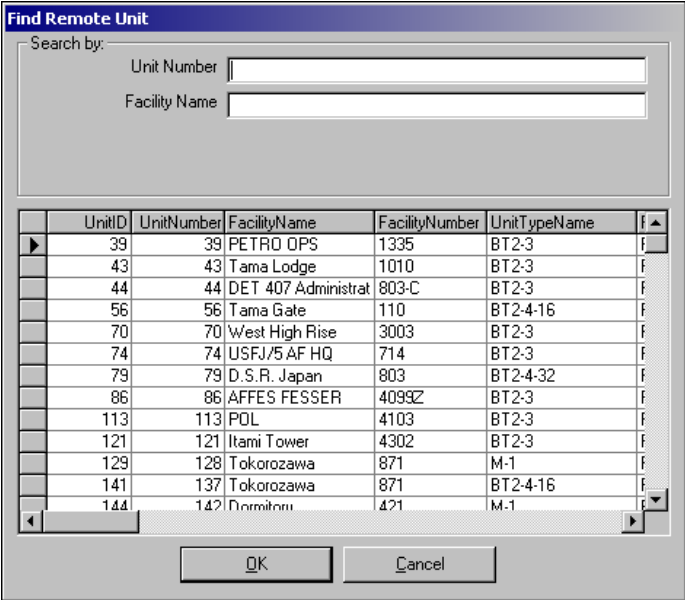 Find Remote Unit
Search by:
Unit Number
Facility Name
UnitID UnitNumber FacilityName FacilityNumber UnitTypeName
39 39 PETRO OPS 1335 BT2-3
43 43 Tama Lodge 1010 BT2-3
44 44 DET 407 Administrat 803-C BT2-3
56 56 Tama Gate 110 BT2-4-16
70 70 West High Rise 3003 BT2-3
74 74 USFJ/5 AF HQ 714 BT2-3
79 79 D.S.R. Japan 803 BT2-4-32
86 86 AFFES FESSER 4099Z BT2-3
113 113 POL 4103 BT2-3
121 121 Itami Tower 4302 BT2-3
129 128 Tokorozawa 871 M-1
141 137 Tokorozawa 871 BT2-4-16
144 142 Dormitory 421 M-1
OK Cancel